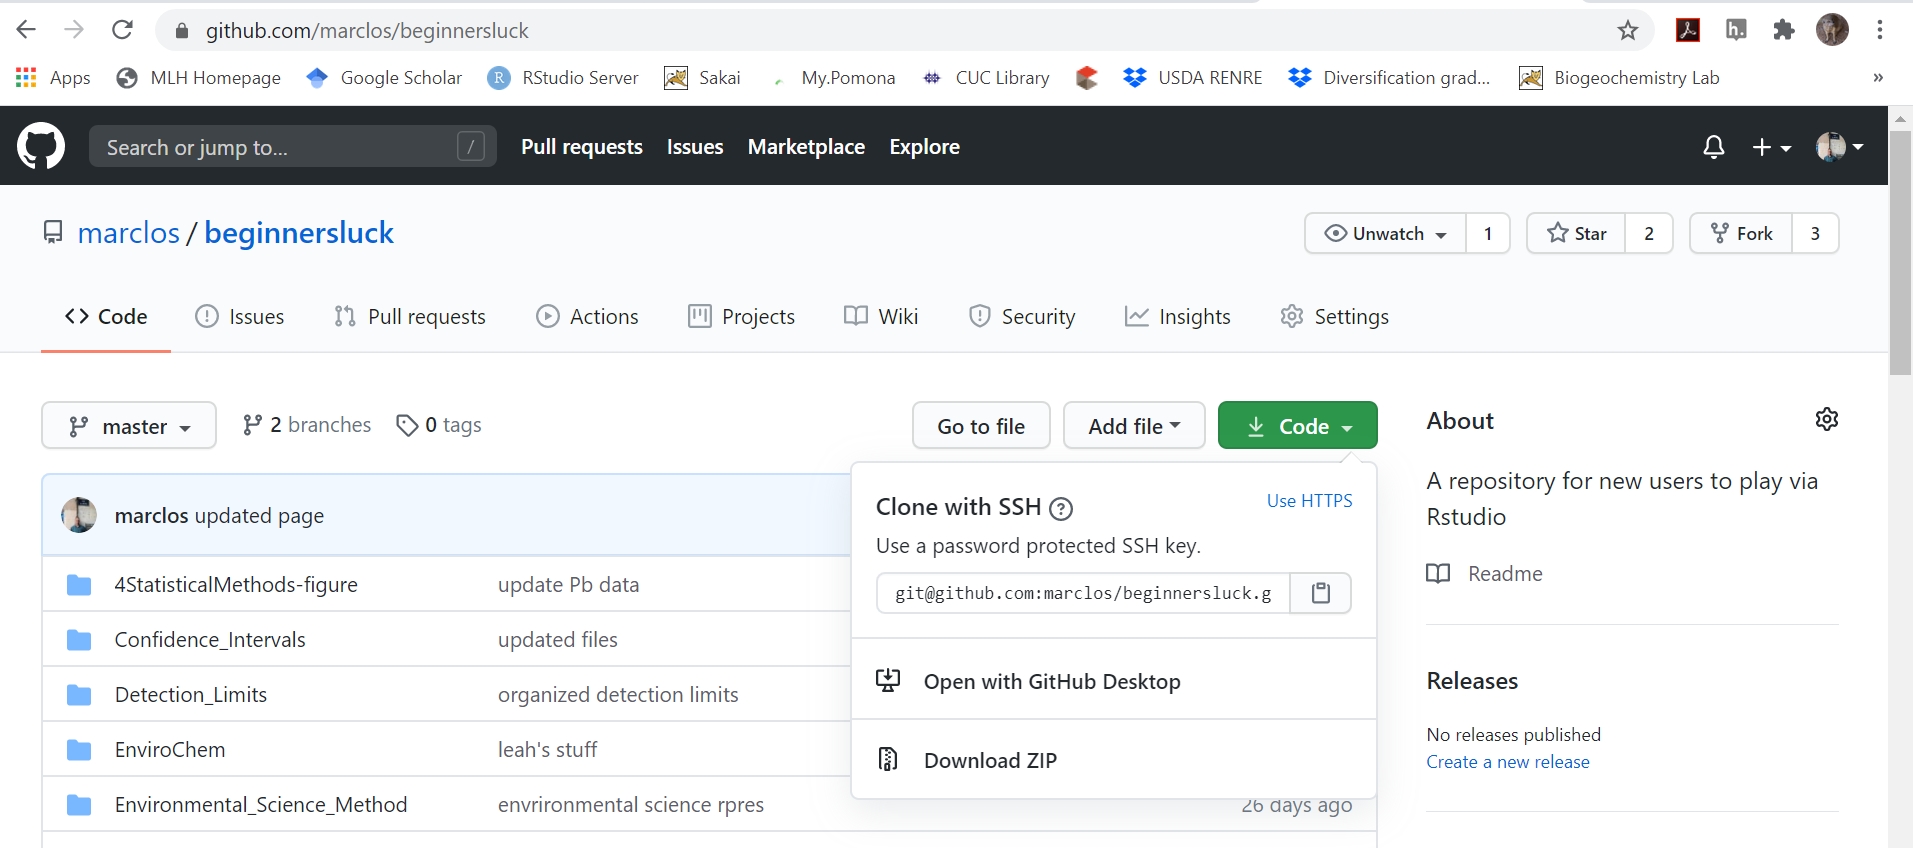 github.com/marclos/beginnersluck
h.
Apps MLH Homepage Google Scholar R RStudio Server Sakai My.Pomona CUC Library USDA RENRE Diversification grad... Biogeochemistry Lab »
Search or jump to... / Pull requests Issues Marketplace Explore
marclos / beginnersluck Unwatch 1 Star 2 Fork 3
Code Issues Pull requests Actions Projects Wiki Security Insights Settings
master 2 branches 0 tags Go to file Add file Code About
A repository for new users to play via
Rstudio
Readme
Releases
No releases published
Create a new release
Clone with SSH ? Use HTTPS
Use a password protected SSH key.
git@github.com:marclos/beginnersluck.g
Open with GitHub Desktop
Download ZIP
marclos updated page
4StatisticalMethods-figure update Pb data
Confidence_Intervals updated files
Detection_Limits organized detection limits
EnviroChem leah's stuff
Environmental_Science_Method envrironmental science rpres 26 days ago